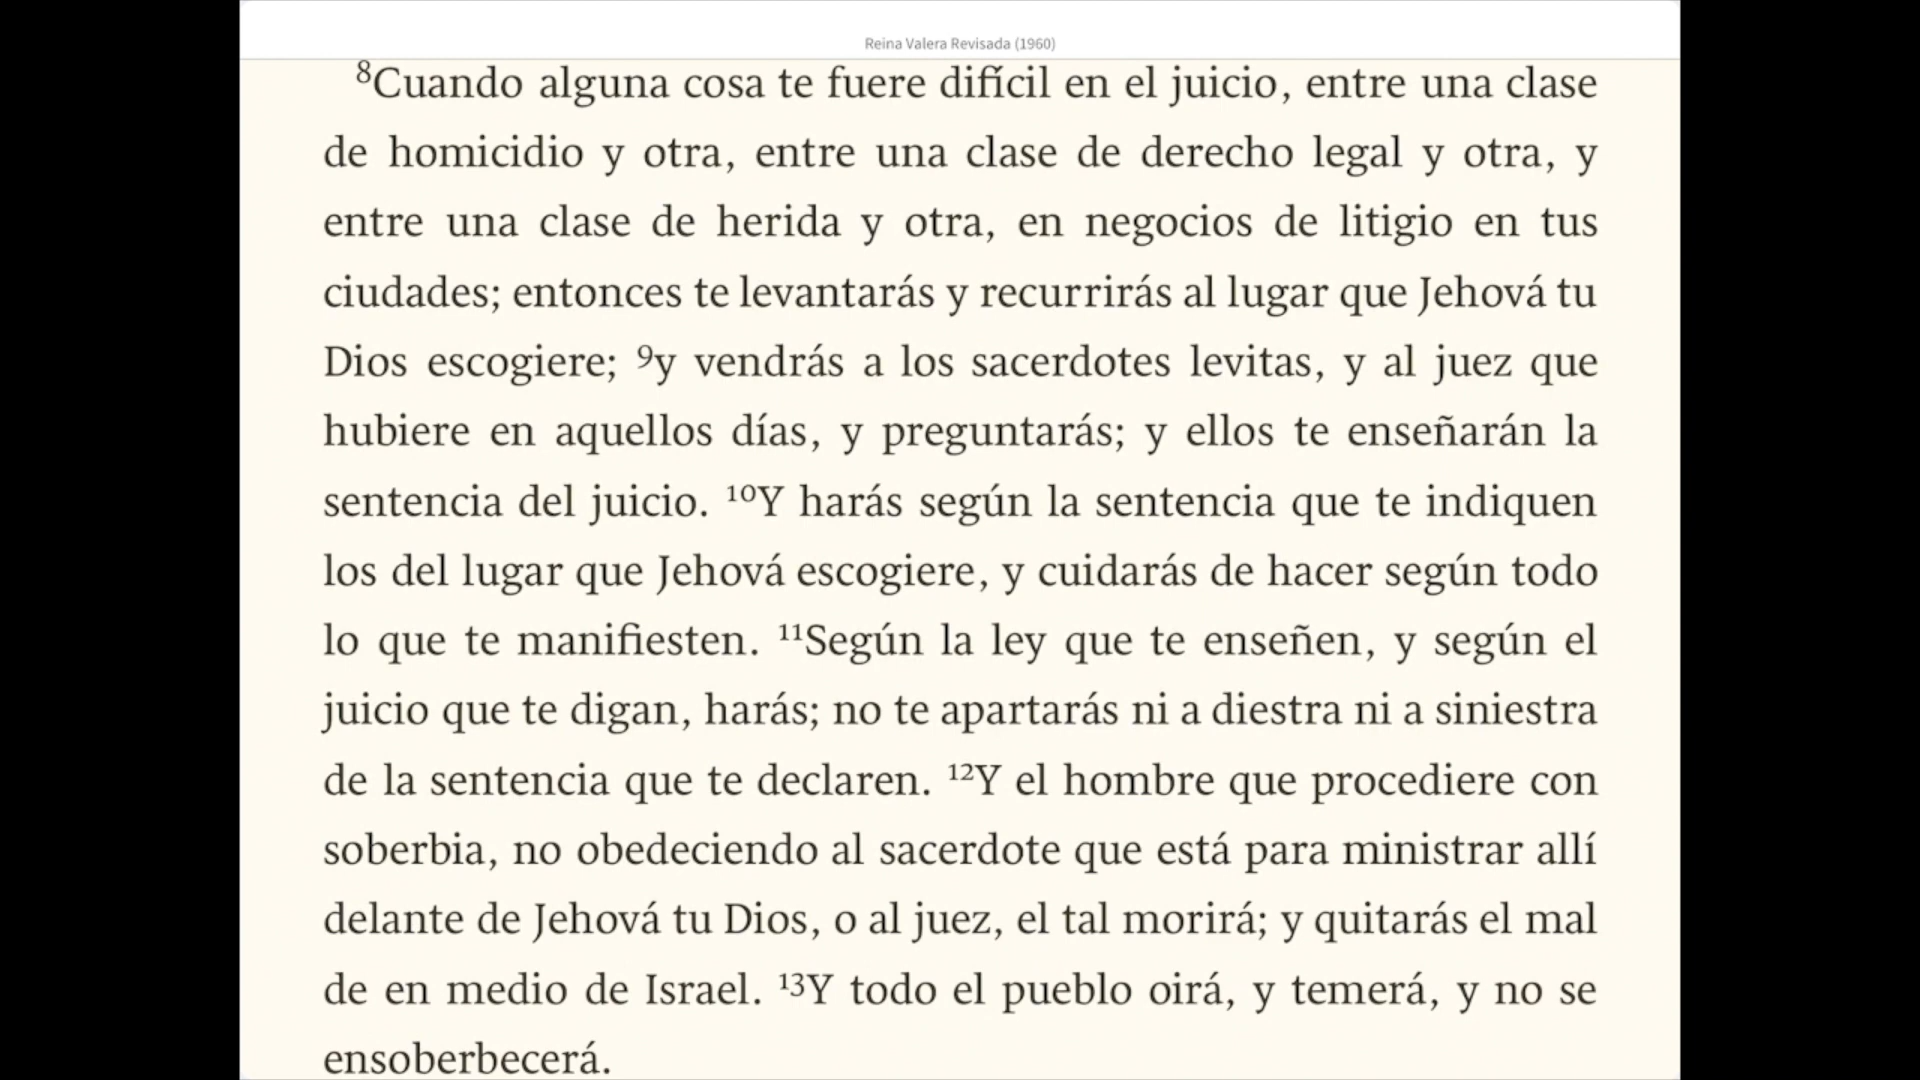 Reina Valera Revisada (1960)
8Cuando alguna cosa te fuere difícil en el juicio, entre una clase
de homicidio y otra, entre una clase de derecho legal y otra, y
entre una clase de herida y otra, en negocios de litigio en tus
ciudades; entonces te levantarás y recurrirás al lugar que Jehová tu
Dios escogiere; 9y vendrás a los sacerdotes levitas, y al juez que
hubiere en aquellos días, y preguntarás; y ellos te enseñarán la
sentencia del juicio. 10Y harás según la sentencia que te indiquen
los del lugar que Jehová escogiere, y cuidarás de hacer según todo
lo que te manifiesten. 11Según la ley que te enseñen, y según el
juicio que te digan, harás; no te apartarás ni a diestra ni a siniestra
de la sentencia que te declaren. 12Y el hombre que procediere con
soberbia, no obedeciendo al sacerdote que está para ministrar allí
delante de Jehová tu Dios, o al juez, el tal morirá; y quitarás el mal
de en medio de Israel. 13Y todo el pueblo oirá, y temerá, y no se
ensoberbecerá.